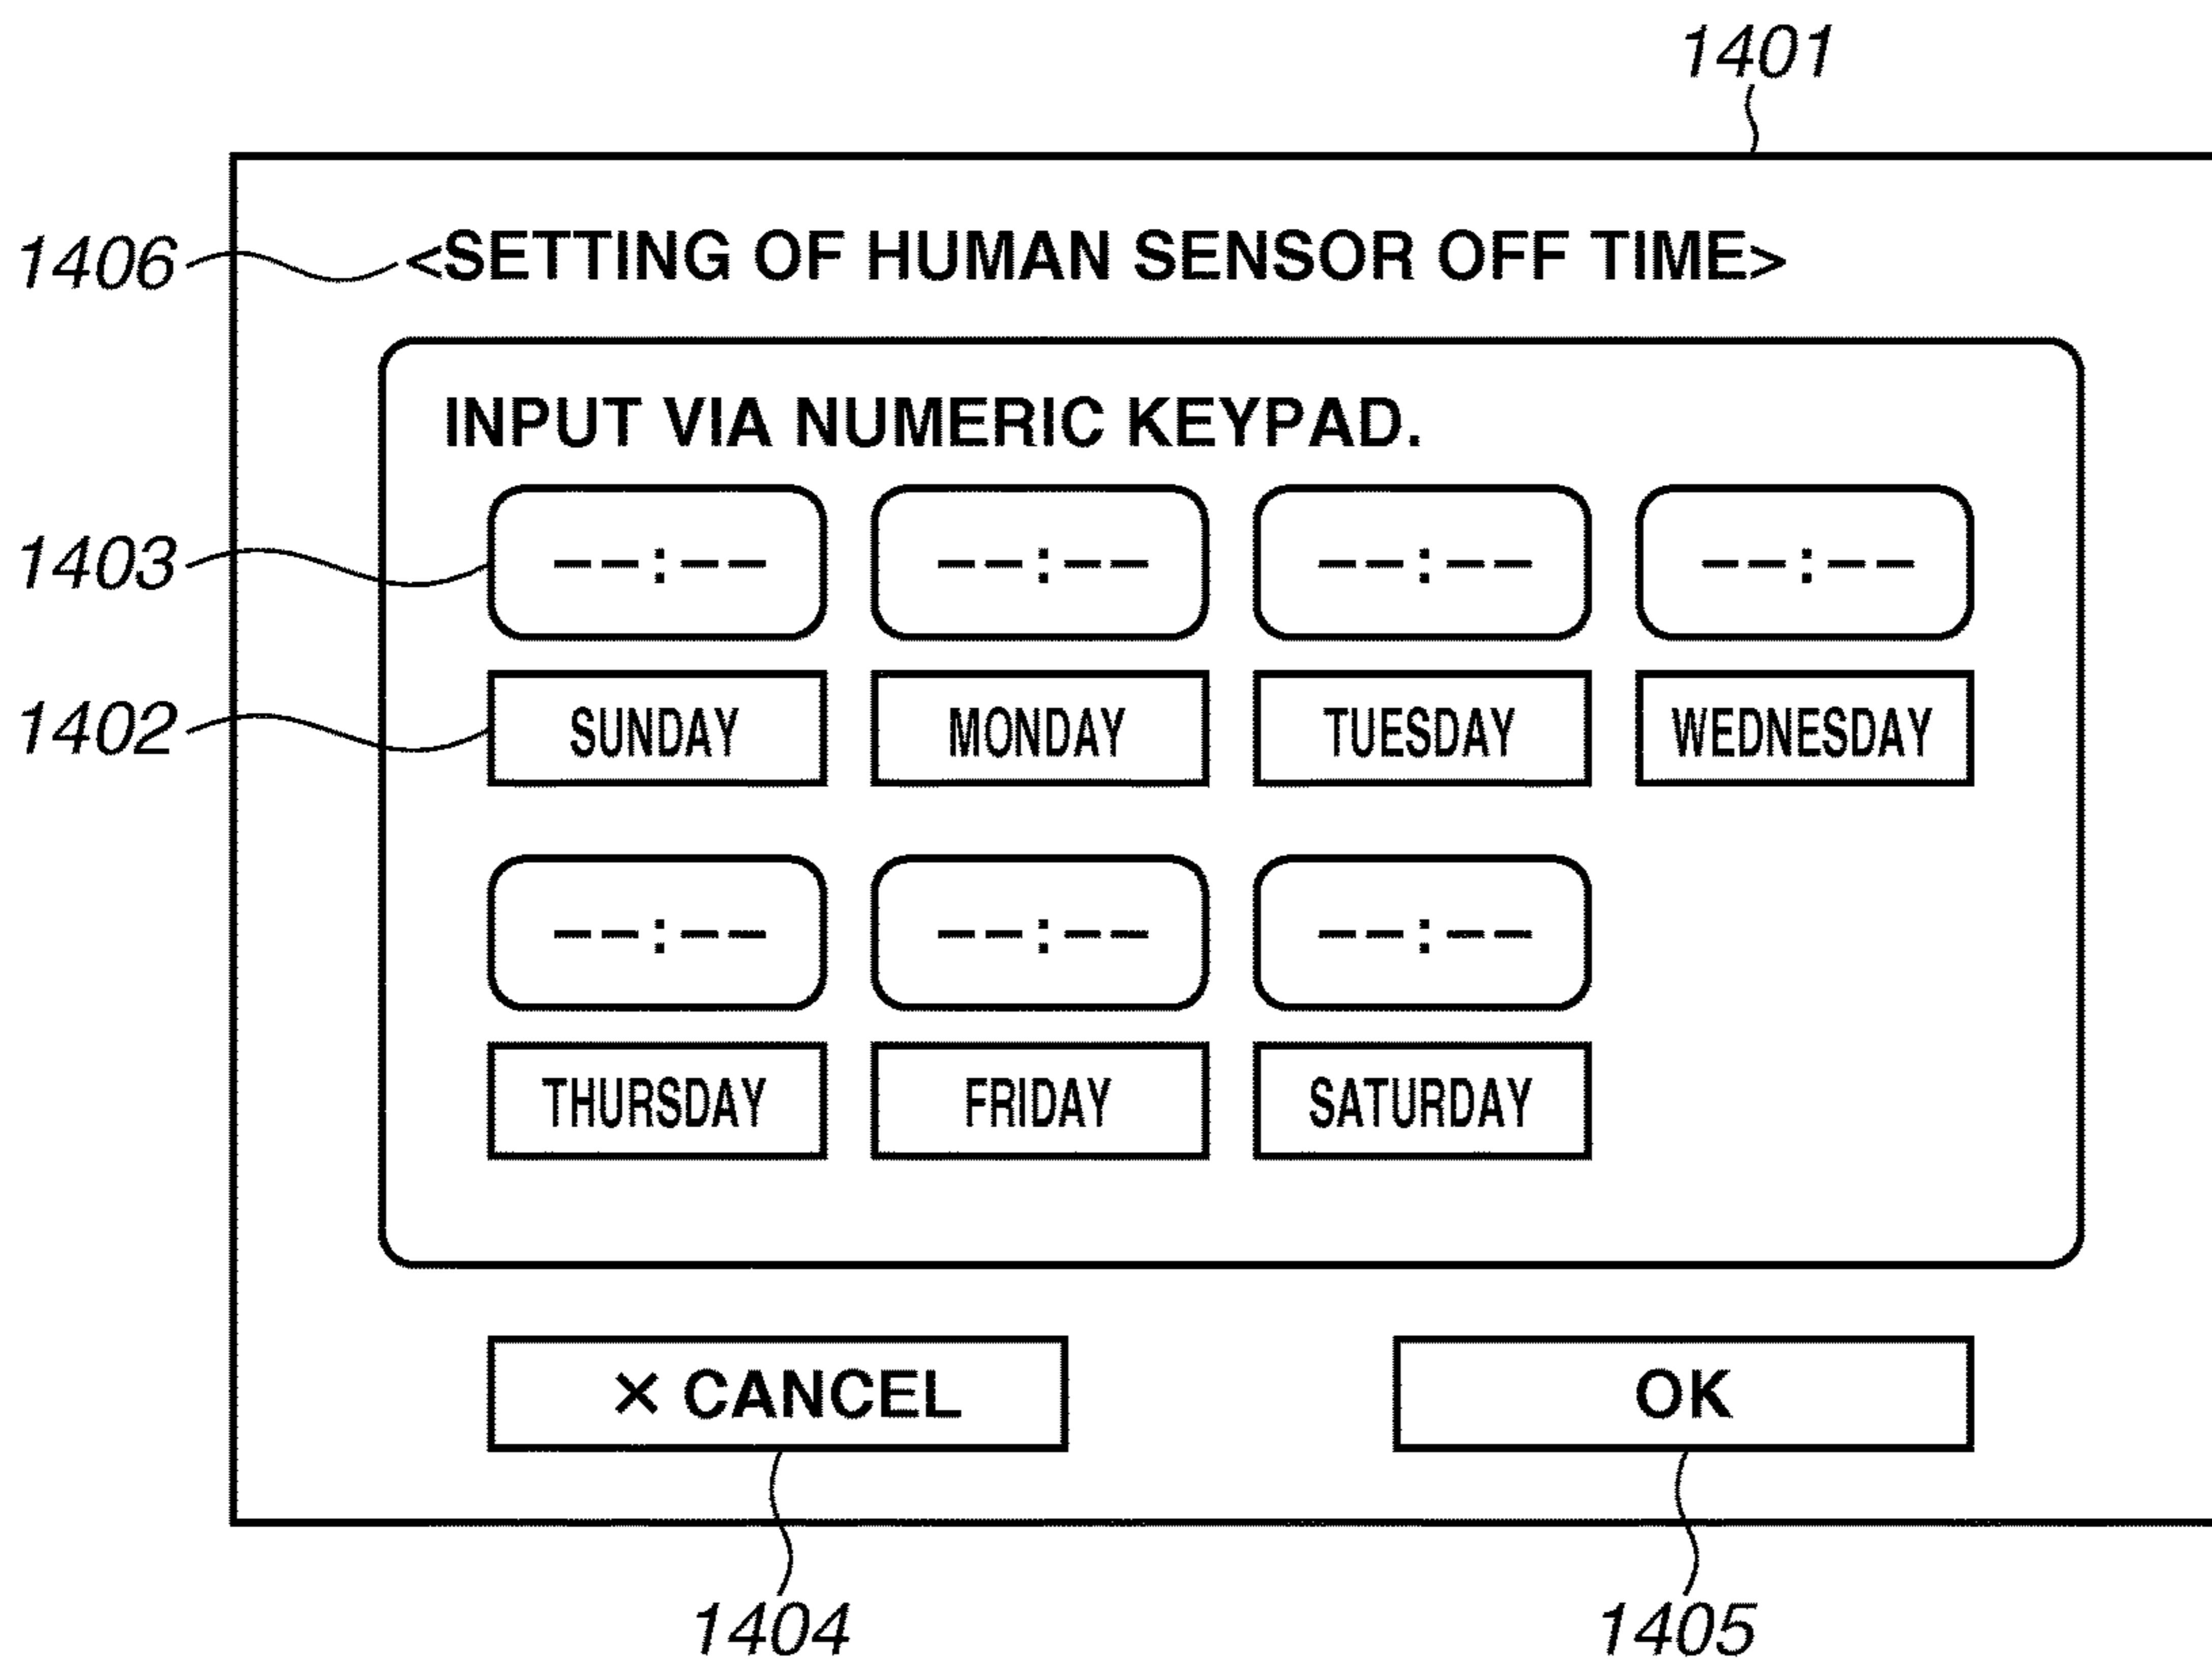 1401
1406 <SETTING OF HUMAN SENSOR OFF TIME>
INPUT VIA NUMERIC KEYPAD.
1403 --:-- --:-- --:-- --:--
1402 SUNDAY MONDAY TUESDAY WEDNESDAY
--:-- --:-- --:--
THURSDAY FRIDAY SATURDAY
× CANCEL OK
1404 1405